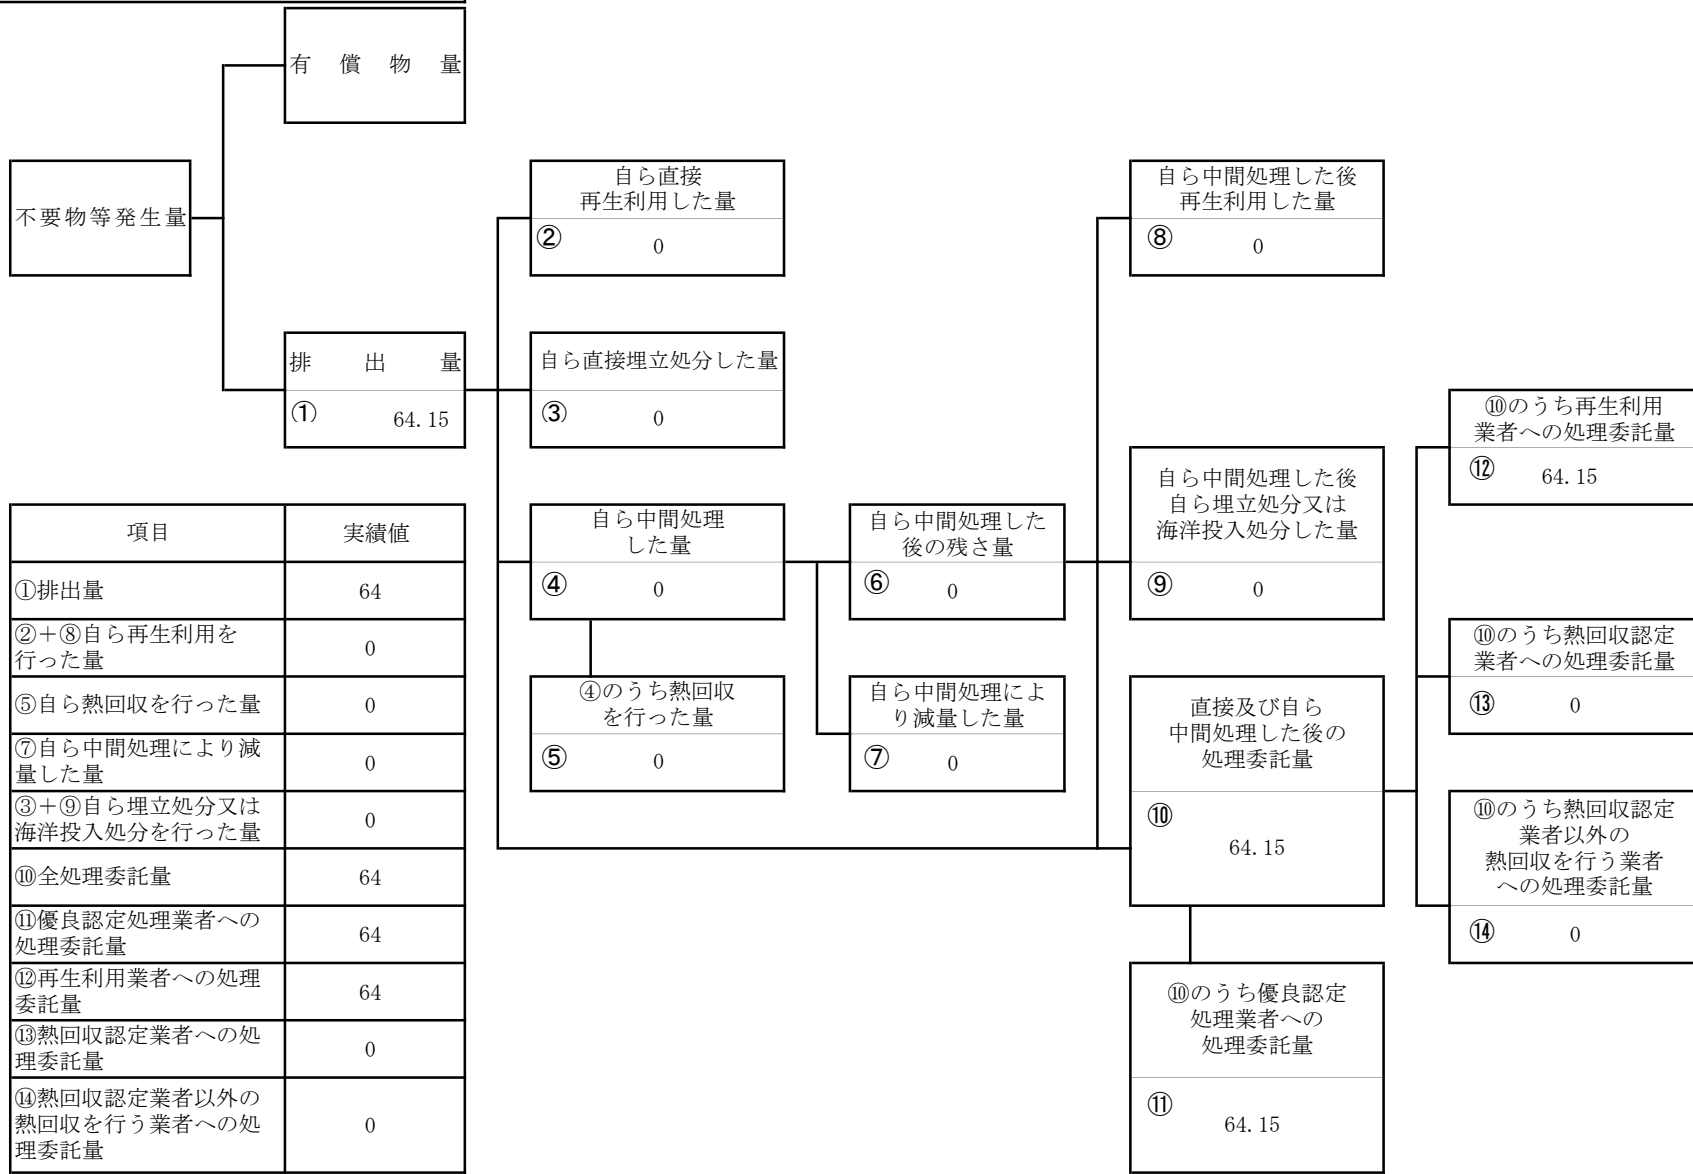 有償物量
不要物等発生量
排出量
① 64.15
自ら直接
再生利用した量
② 0
自ら直接埋立処分した量
③ 0
自ら中間処理
した量
④ 0
④のうち熱回収
を行った量
⑤ 0
自ら中間処理した
後の残さ量
⑥ 0
自ら中間処理によ
り減量した量
⑦ 0
自ら中間処理した後
再生利用した量
⑧ 0
自ら中間処理した後
自ら埋立処分又は
海洋投入処分した量
⑨ 0
直接及び自ら
中間処理した後の
処理委託量
⑩
64.15
⑩のうち優良認定
処理業者への
処理委託量
⑪
64.15
⑩のうち再生利用
業者への処理委託量
⑫ 64.15
⑩のうち熱回収認定
業者への処理委託量
⑬ 0
⑩のうち熱回収認定
業者以外の
熱回収を行う業者
への処理委託量
⑭ 0
項目 実績値
①排出量 64
②＋⑧自ら再生利用を
行った量 0
⑤自ら熱回収を行った量 0
⑦自ら中間処理により減
量した量 0
③＋⑨自ら埋立処分又は
海洋投入処分を行った量 0
⑩全処理委託量 64
⑪優良認定処理業者への
処理委託量 64
⑫再生利用業者への処理
委託量 64
⑬熱回収認定業者への処
理委託量 0
⑭熱回収認定業者以外の
熱回収を行う業者への処
理委託量 0